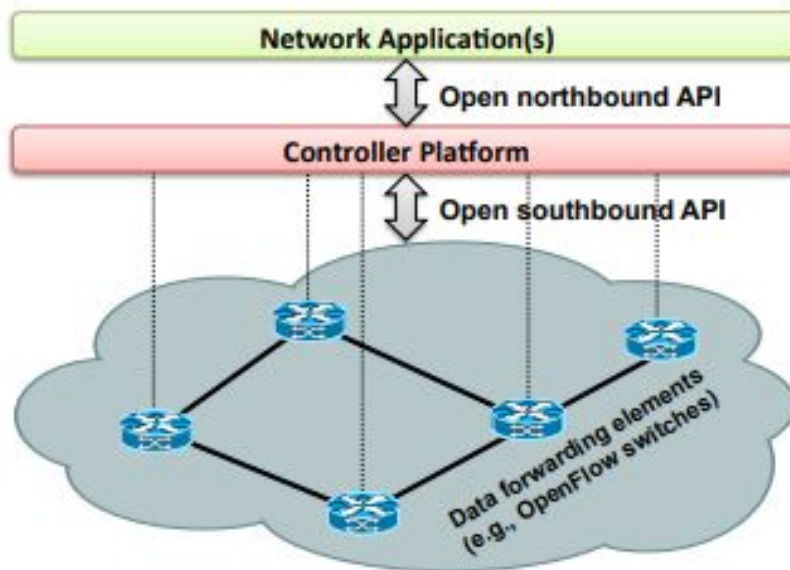 Network Application(s)
Open northbound API
Controller Platform
Open southbound API
Data forwarding elements
(e.g., OpenFlow switches)